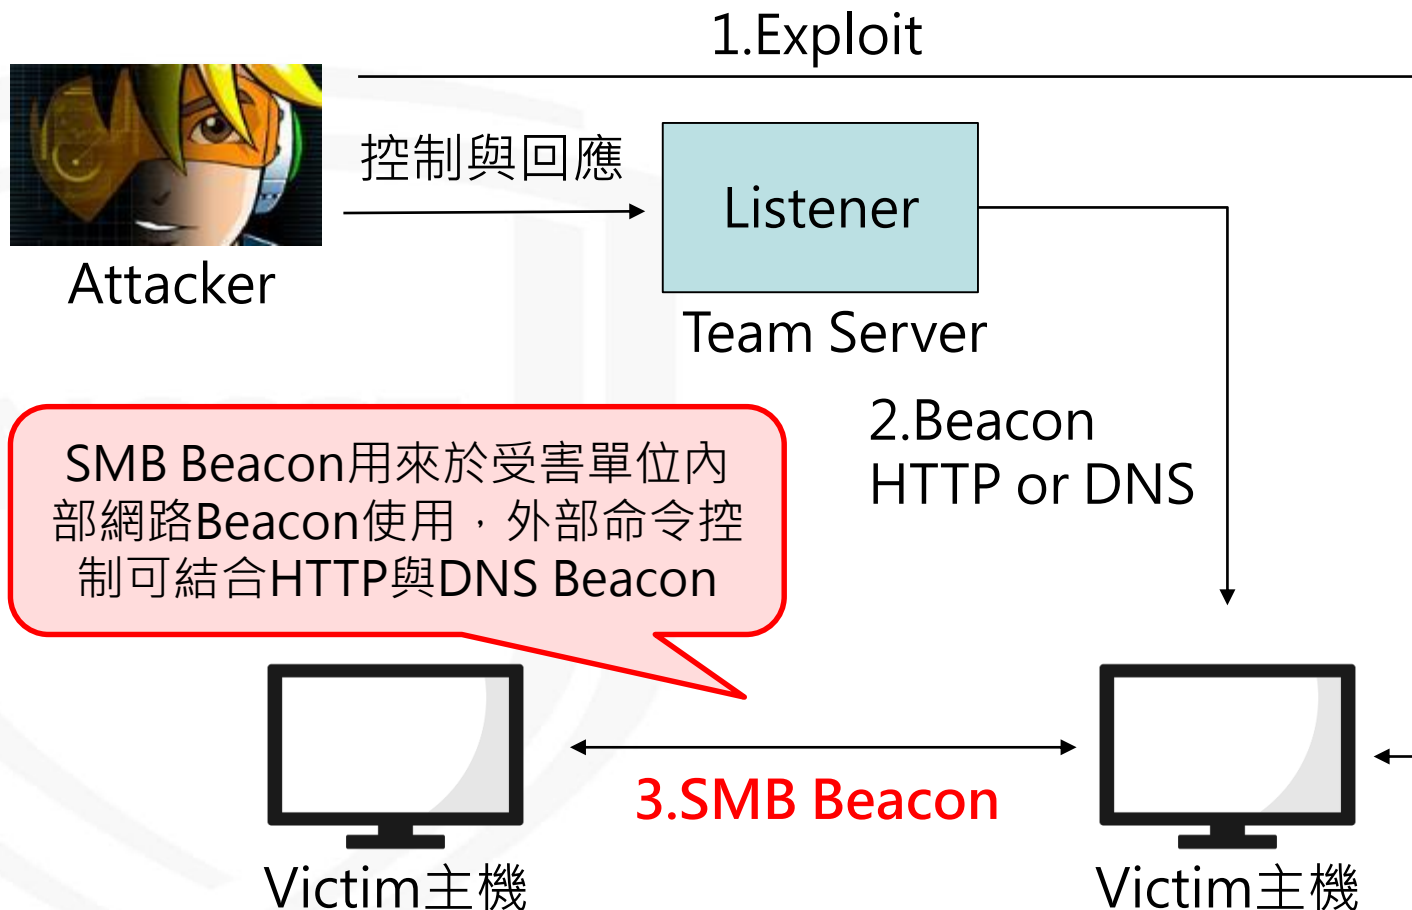 1.Exploit
控制與回應
Listener
Attacker
Team Server
2.Beacon
HTTP or DNS
SMB Beacon用來於受害單位內
部網路Beacon使用，外部命令控
制可結合HTTP與DNS Beacon
3.SMB Beacon
Victim主機
Victim主機